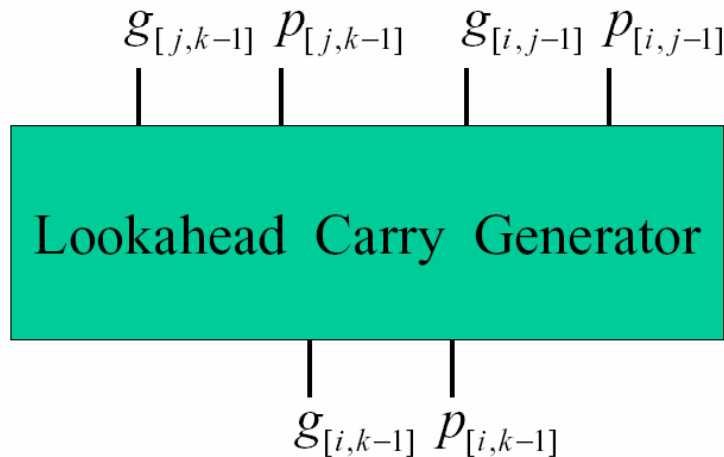 g[j,k−1] p[j,k−1] g[i,j−1] p[i,j−1]
Lookahead Carry Generator
g[i,k−1] p[i,k−1]